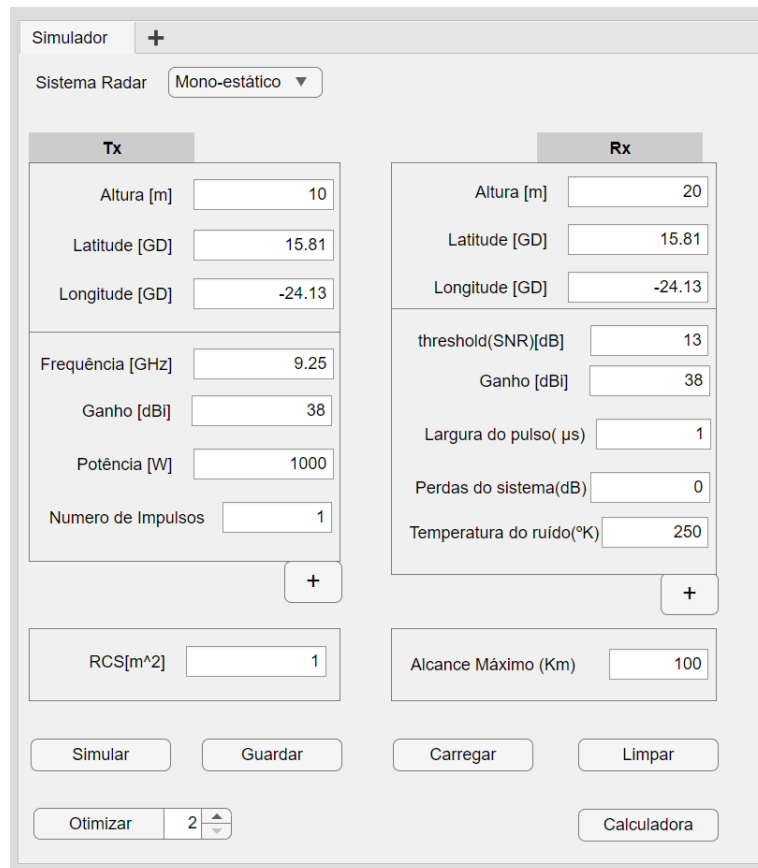 Simulador +
Sistema Radar Mono-estático
Tx
Altura [m] 10
Latitude [GD] 15.81
Longitude [GD] -24.13
Frequência [GHz] 9.25
Ganho [dBi] 38
Potência [W] 1000
Numero de Impulsos 1
+
Rx
Altura [m] 20
Latitude [GD] 15.81
Longitude [GD] -24.13
threshold(SNR)[dB] 13
Ganho [dBi] 38
Largura do pulso( µs) 1
Perdas do sistema(dB) 0
Temperatura do ruído(ºK) 250
+
RCS[m^2] 1
Alcance Máximo (Km) 100
Simular Guardar Carregar Limpar
Otimizar 2 Calculadora